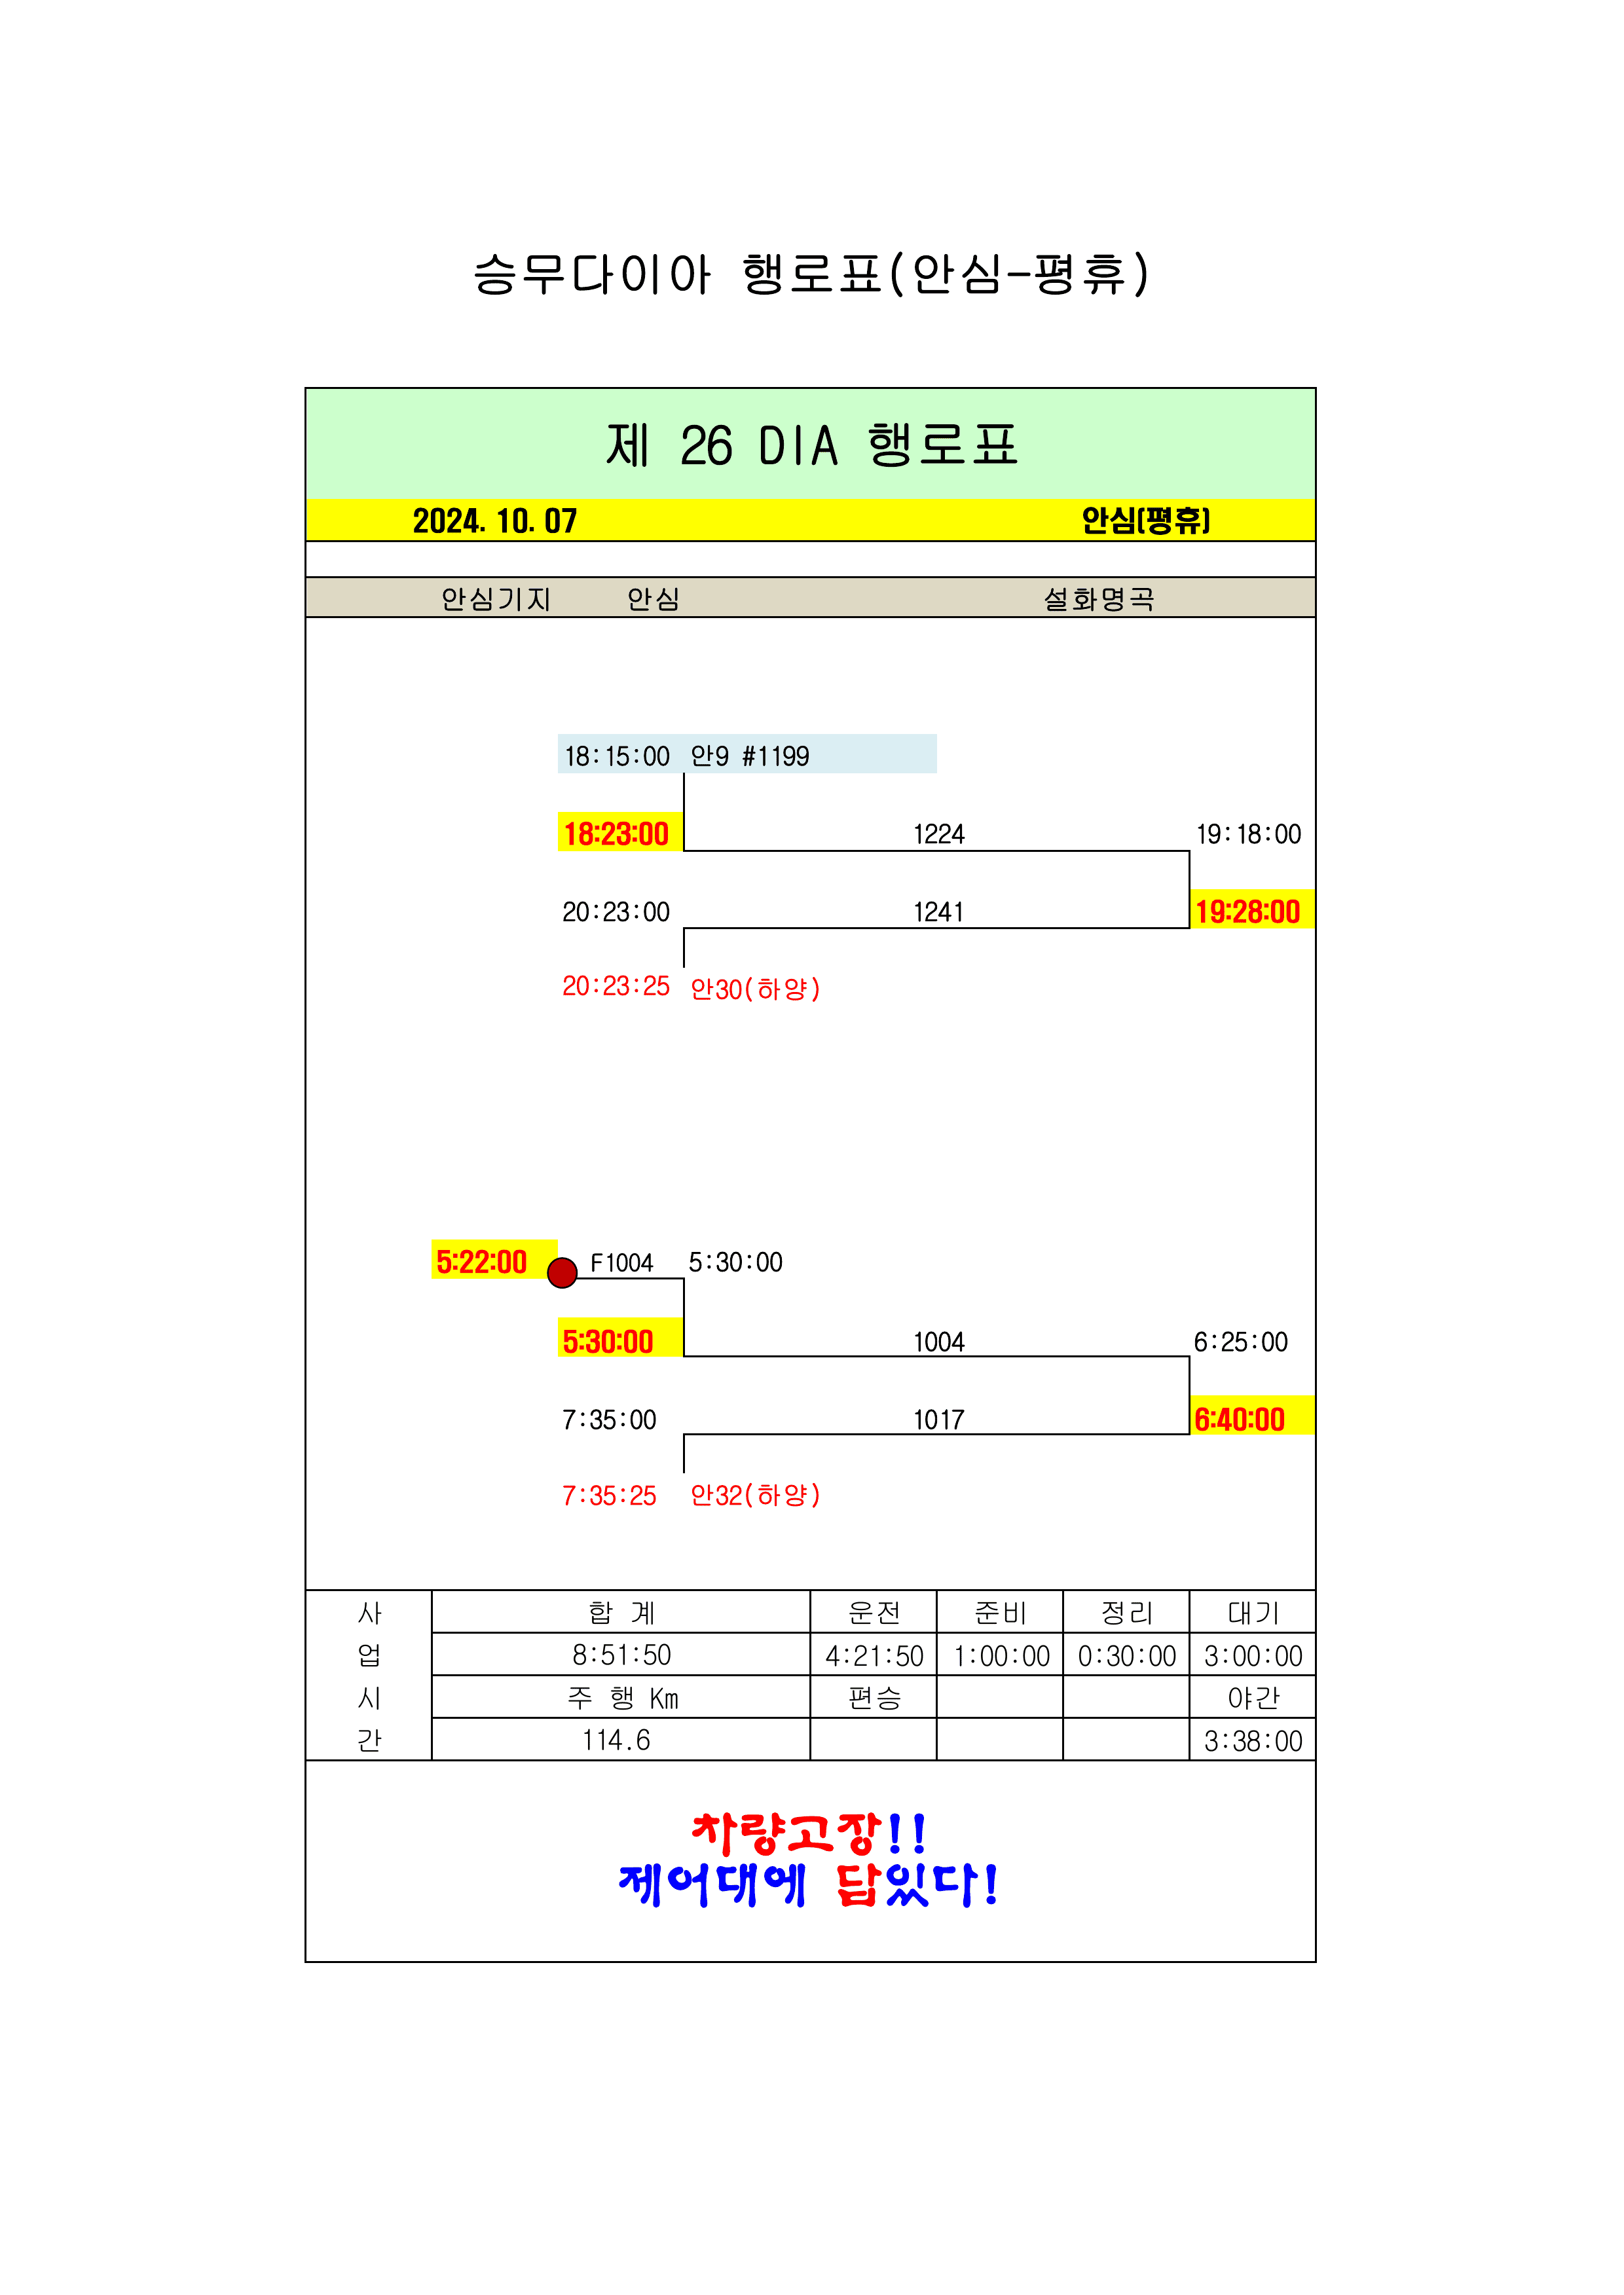 승무다이아 행로표(안심-평휴)
제 26 DIA 행로표
2024. 10. 07 안심(평휴)
안심기지 안심 설화명곡
18:15:00 안9 #1199
18:23:00 1224 19:18:00
20:23:00 1241 19:28:00
20:23:25 안30(하양)
5:22:00 F1004 5:30:00
5:30:00 1004 6:25:00
7:35:00 1017 6:40:00
7:35:25 안32(하양)
사 합 계 운전 준비 정리 대기
업 8:51:50 4:21:50 1:00:00 0:30:00 3:00:00
시 주 행 Km 편승 야간
간 114.6 3:38:00
차량고장!!
제어대에 답있다!